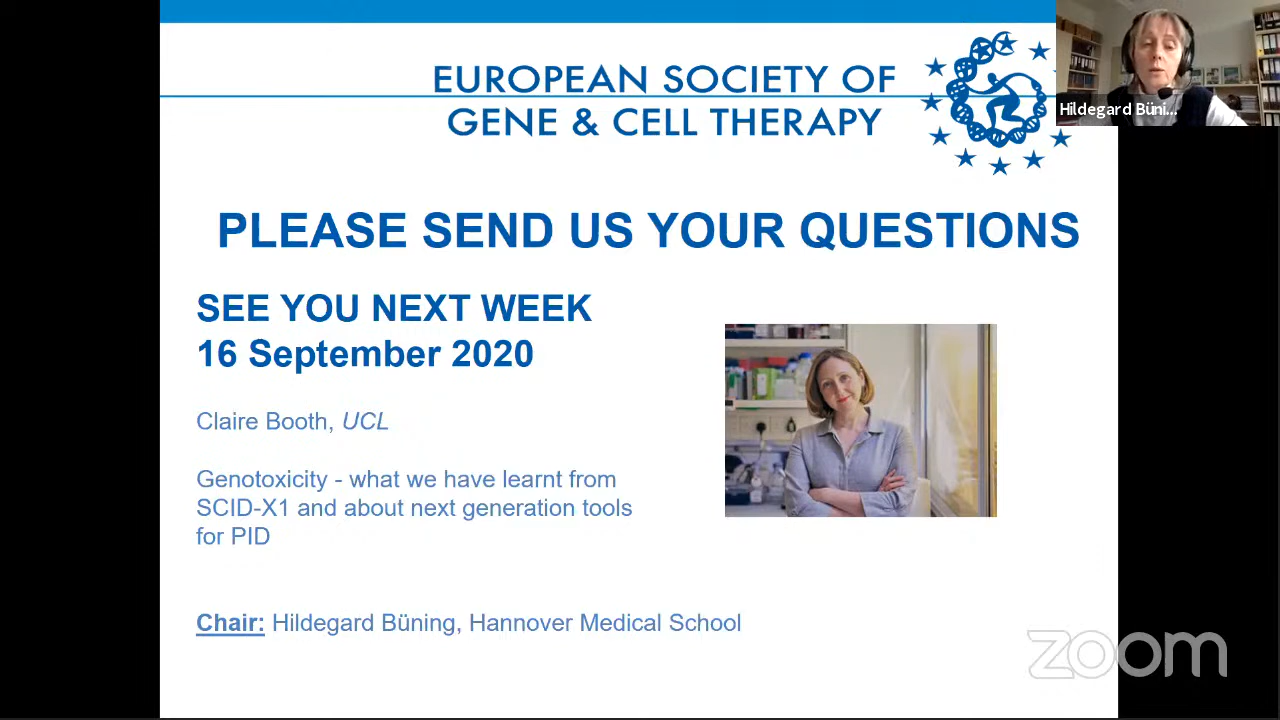 EUROPEAN SOCIETY OF
GENE & CELL THERAPY
Hildegard Büni...
PLEASE SEND US YOUR QUESTIONS
SEE YOU NEXT WEEK
16 September 2020
Claire Booth, UCL
Genotoxicity - what we have learnt from
SCID-X1 and about next generation tools
for PID
Chair: Hildegard Büning, Hannover Medical School
zoom